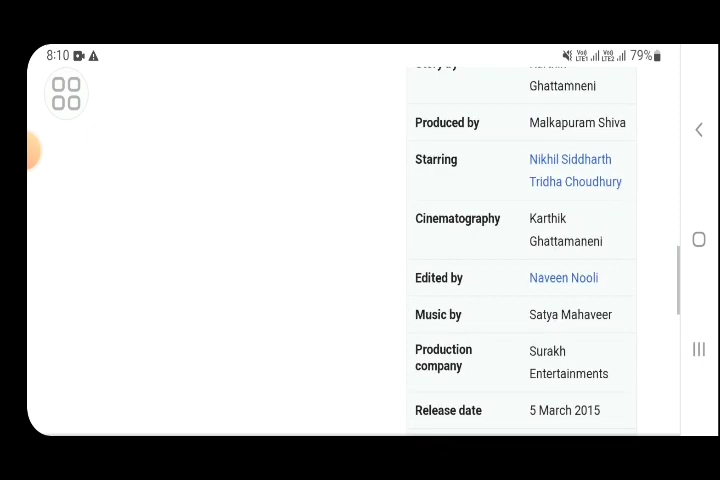 8:10 79%
Ghattamneni
Produced by Malkapuram Shiva
Starring Nikhil Siddharth
Tridha Choudhury
Cinematography Karthik
Ghattamaneni
Edited by Naveen Nooli
Music by Satya Mahaveer
Production Surakh
company Entertainments
Release date 5 March 2015